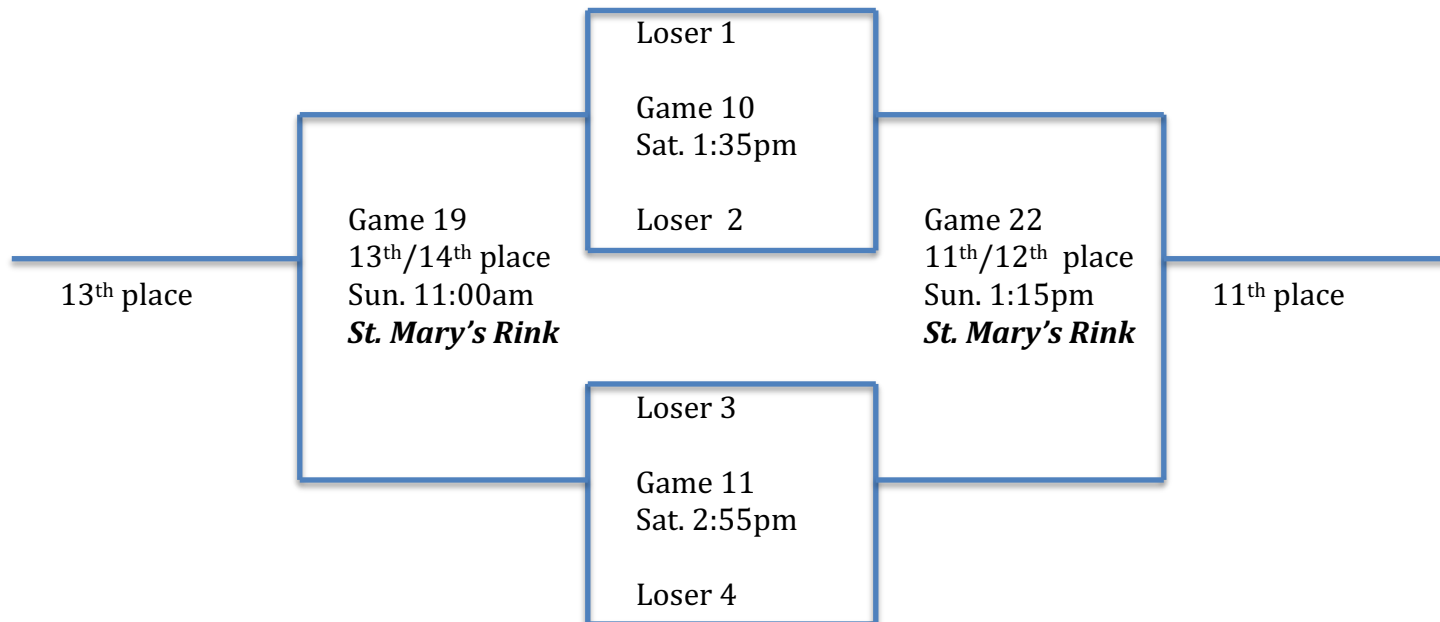 Loser 1
Game 10
Sat. 1:35pm
Loser 2
Game 19
13th/14th place
Sun. 11:00am
St. Mary’s Rink
13th place
Game 22
11th/12th place
Sun. 1:15pm
St. Mary’s Rink
11th place
Loser 3
Game 11
Sat. 2:55pm
Loser 4